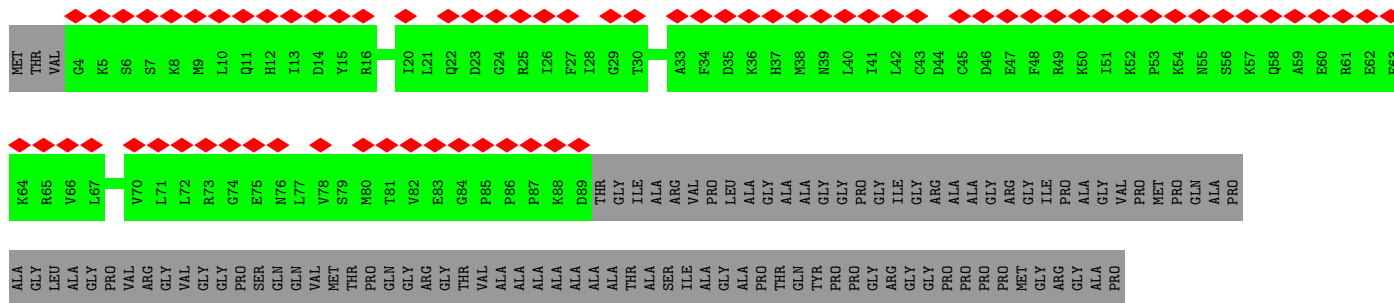 MET THR VAL G4 K5 S6 S7 K8 M9 L10 Q11 H12 I13 D14 Y15 R16 I20 L21 Q22 D23 G24 R25 I26 F27 I28 G29 T30 A33 F34 D35 K36 H37 M38 N39 L40 I41 L42 C43 D44 C45 D46 E47 F48 R49 K50 I51 K52 P53 K54 N55 S56 K57 Q58 A59 E60 R61 E62 E63
K64 R65 V66 L67 V70 L71 L72 R73 G74 E75 N76 L77 V78 S79 M80 T81 V82 E83 G84 P85 P86 P87 K88 D89 THR GLY ILE ALA ARG VAL PRO LEU ALA GLY ALA ALA GLY GLY PRO GLY ILE GLY ARG ALA ALA GLY ARG GLY ILE PRO ALA GLY VAL PRO MET PRO GLN ALA PRO
ALA GLY LEU ALA GLY PRO VAL ARG GLY VAL GLY GLY PRO SER GLN GLN VAL MET THR PRO GLN GLY ARG GLY THR VAL ALA ALA ALA ALA ALA ALA ALA THR ALA SER ILE ALA GLY ALA PRO THR GLN TYR PRO PRO GLY ARG GLY GLY PRO PRO PRO PRO MET GLY ARG GLY ALA PRO